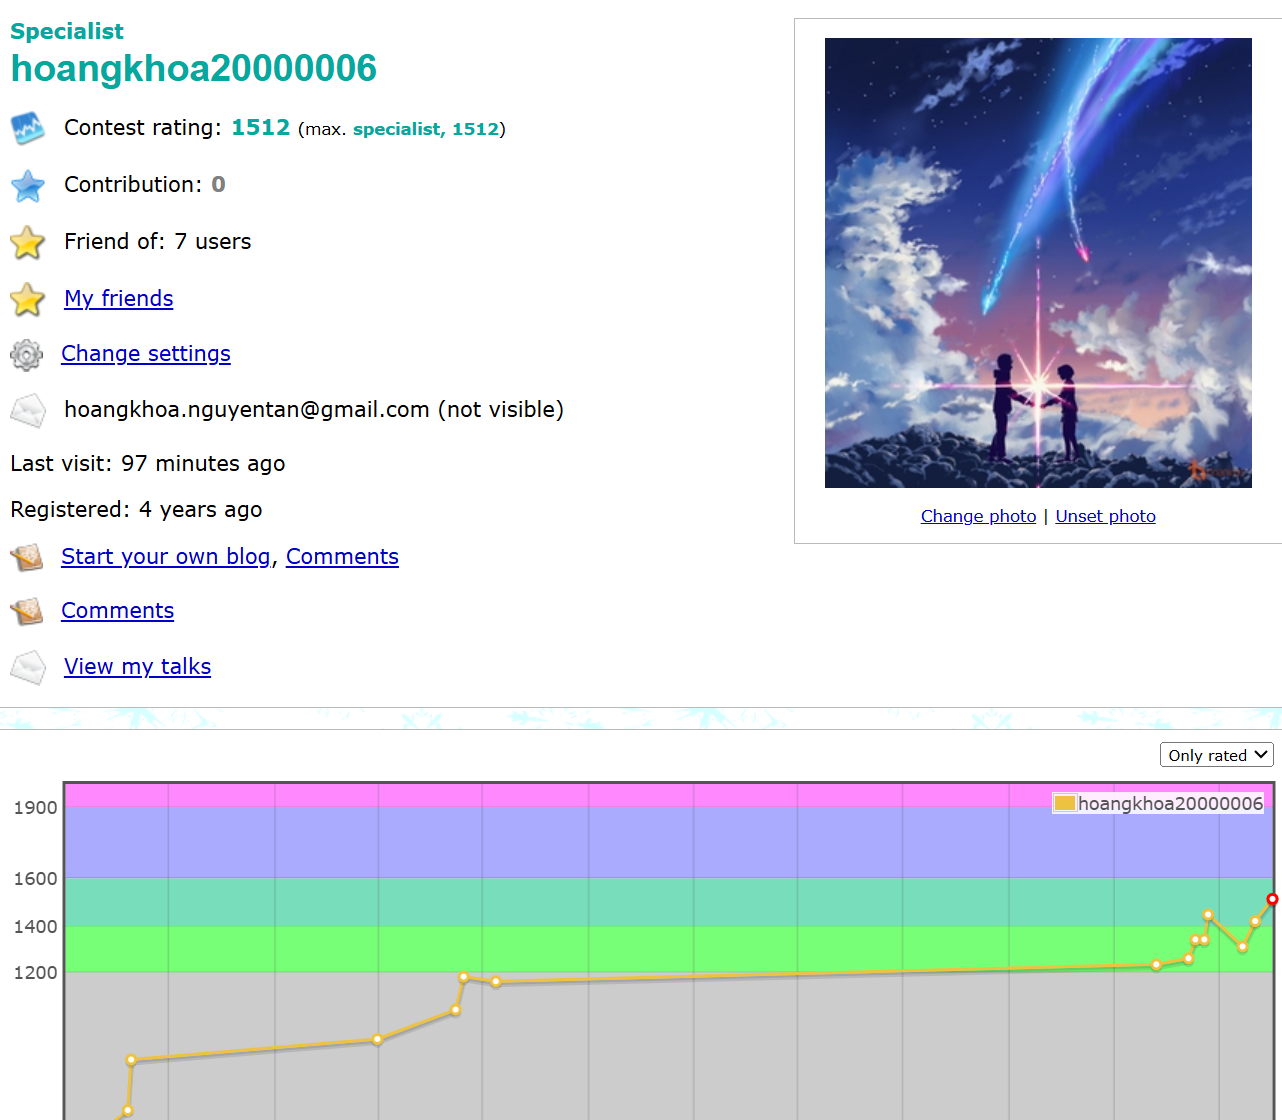 Specialist
hoangkhoa20000006
Contest rating: 1512 (max. specialist, 1512)
Contribution: 0
Friend of: 7 users
My friends
Change settings
hoangkhoa.nguyentan@gmail.com (not visible)
Last visit: 97 minutes ago
Registered: 4 years ago
Start your own blog, Comments
Comments
View my talks
Change photo | Unset photo
Only rated
hoangkhoa20000006
1900
1600
1400
1200